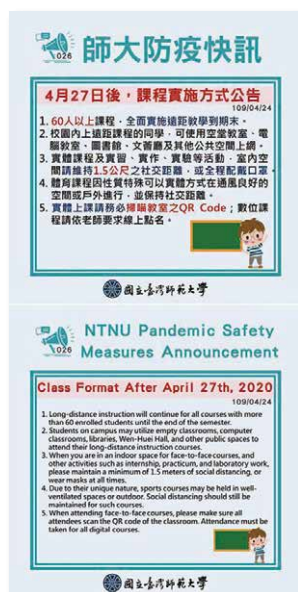 026
師大防疫快訊
4月27日後,課程實施方式公告
109/04/24
1. 60人以上課程,全面實施遠距教學到期末。
2. 校園內上遠距課程的同學,可使用空堂教室、電
腦教室、圖書館、文薈廳及其他公共空間上網。
3. 實體課程及實習、實作、實驗等活動,室內空
間請維持1.5公尺之社交距離,或全程配戴口罩。
4. 體育課程因性質特殊可以實體方式在通風良好的
空間或戶外進行,並保持社交距離。
5. 實體上課請務必掃瞄教室之QR Code;數位課
程請依老師要求線上點名。
國立臺灣師範大學
026
NTNU Pandemic Safety
Measures Announcement
Class Format After April 27th, 2020
109/04/24
1. Long-distance instruction will continue for all courses with more
than 60 enrolled students until the end of the semester.
2. Students on campus may utilize empty classrooms, computer
classrooms, libraries, Wen-Huei Hall, and other public spaces to
attend their long-distance instruction courses.
3. When you are in an indoor space for face-to-face courses, and
other activities such as internship, practicum, and laboratory work,
please maintain a minimum of 1.5 meters of social distancing, or
wear masks at all times.
4. Due to their unique nature, sports courses may be held in well-
ventilated spaces or outdoor. Social distancing should still be
maintained for such courses.
5. When attending face-to-face courses, please make sure all
attendees scan the QR code of the classroom. Attendance must be
taken for all digital courses.
國立臺灣師範大學